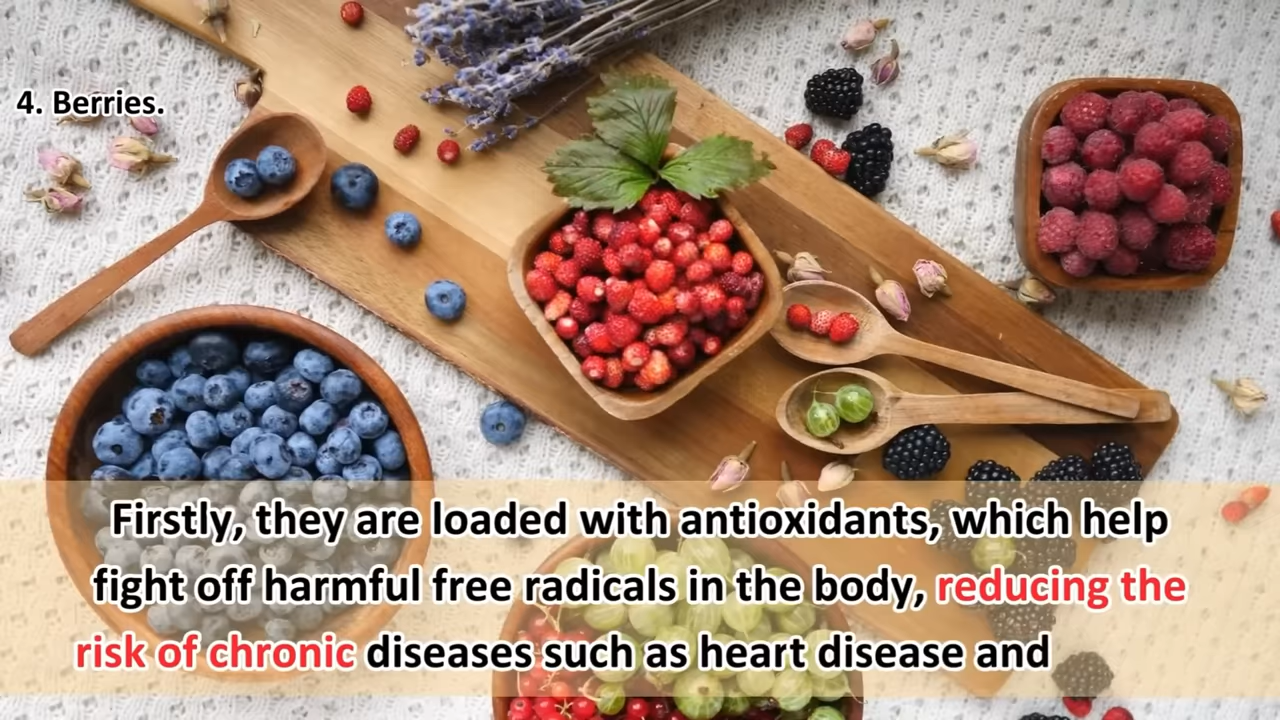 4. Berries.
Firstly, they are loaded with antioxidants, which help
fight off harmful free radicals in the body, reducing the
risk of chronic diseases such as heart disease and